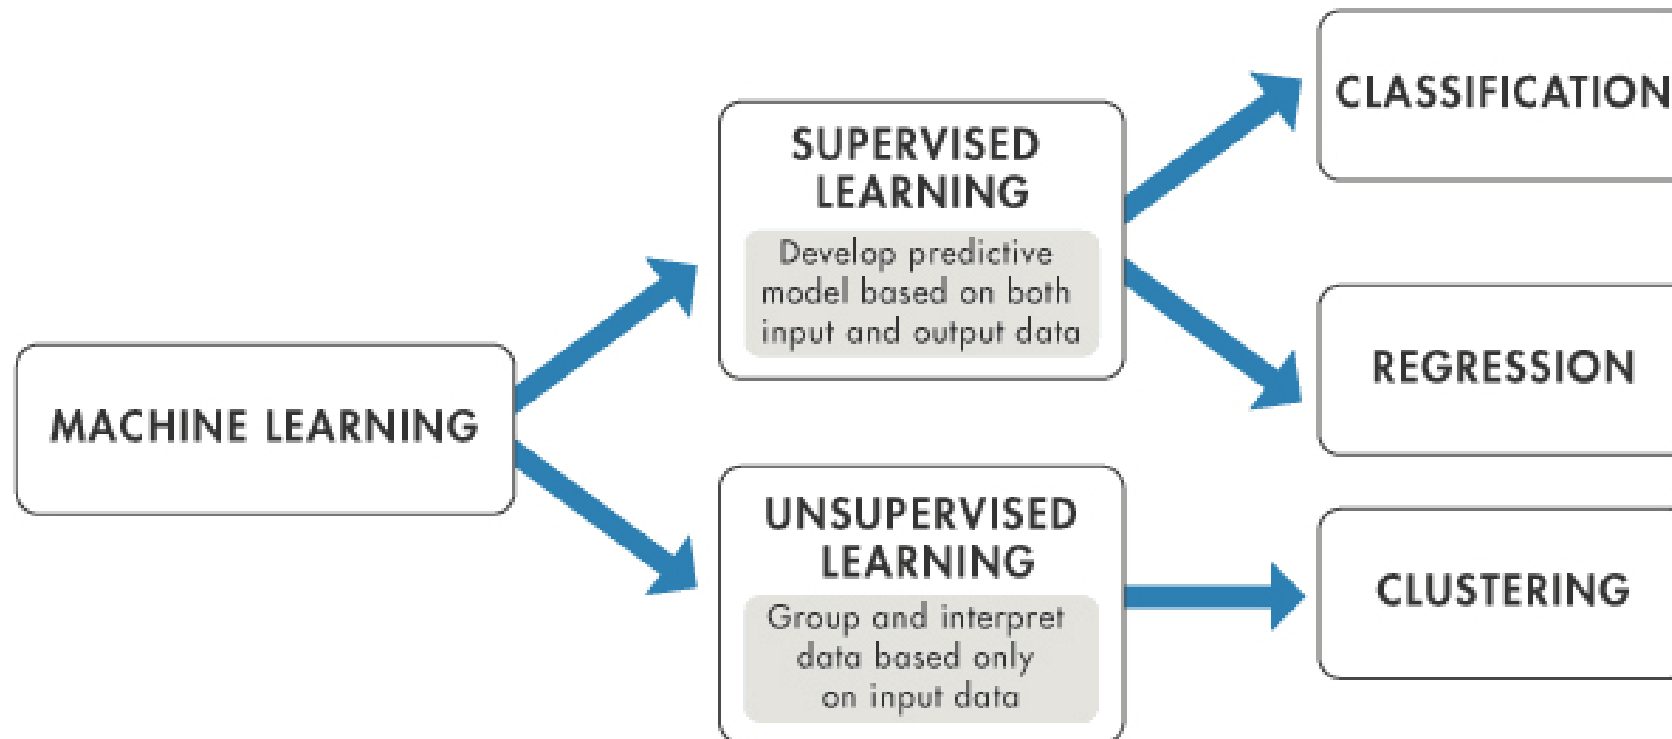 MACHINE LEARNING
SUPERVISED
LEARNING
Develop predictive
model based on both
input and output data
UNSUPERVISED
LEARNING
Group and interpret
data based only
on input data
CLASSIFICATION
REGRESSION
CLUSTERING